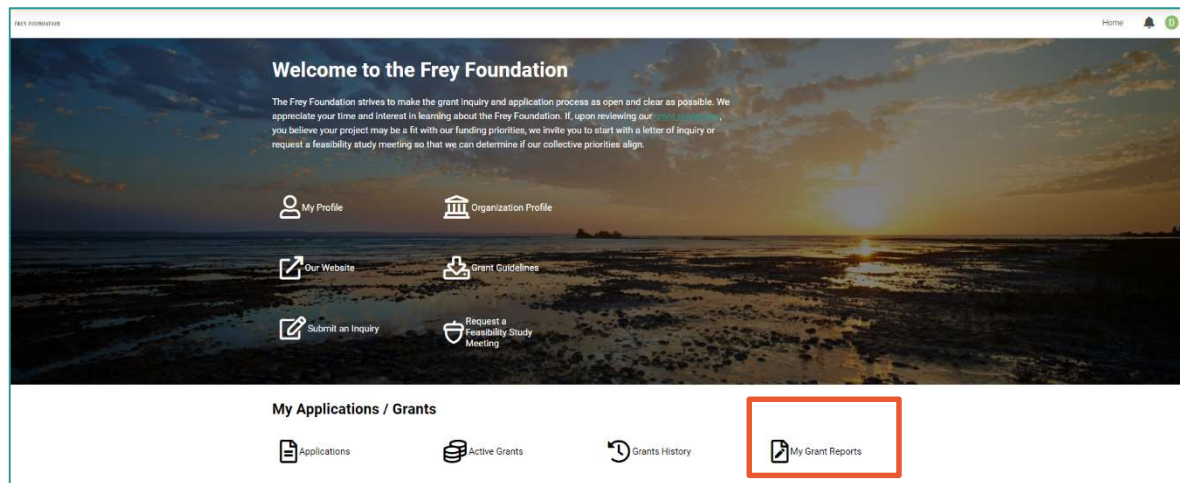 FREY FOUNDATION
Home
D
Welcome to the Frey Foundation
The Frey Foundation strives to make the grant inquiry and application process as open and clear as possible. We
appreciate your time and interest in learning about the Frey Foundation. If, upon reviewing our grant guidelines,
you believe your project may be a fit with our funding priorities, we invite you to start with a letter of inquiry or
request a feasibility study meeting so that we can determine if our collective priorities align.
My Profile
Organization Profile
Our Website
Grant Guidelines
Submit an Inquiry
Request a
Feasibility Study
Meeting
My Applications / Grants
Applications
Active Grants
Grants History
My Grant Reports